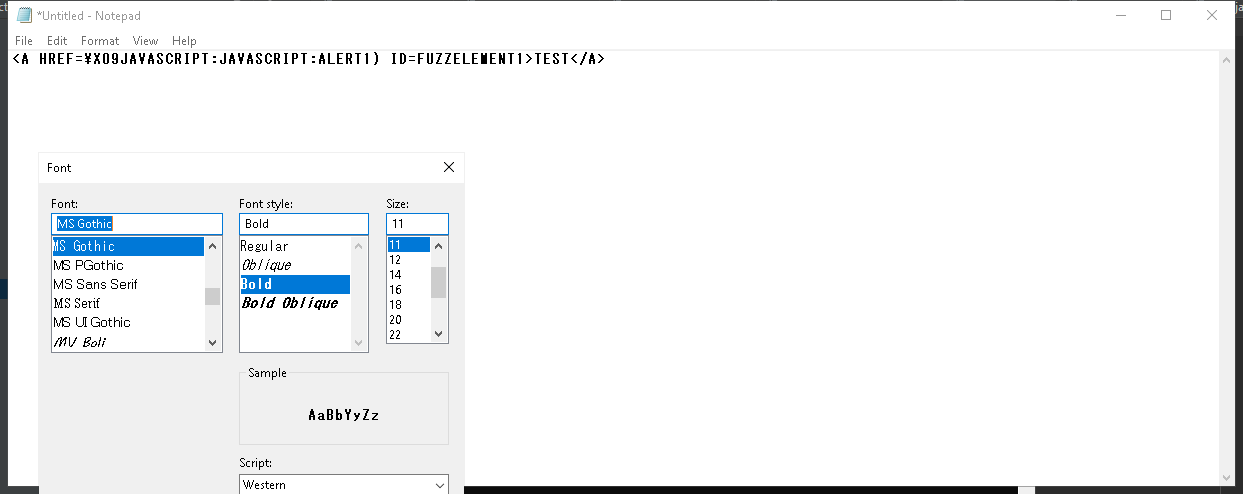 *Untitled - Notepad
File Edit Format View Help
<A HREF=¥X09JAVASCRIPT:JAVASCRIPT:ALERT1) ID=FUZZELEMENT1>TEST</A>
Font
Font:
MS Gothic
MS Gothic
MS PGothic
MS Sans Serif
MS Serif
MS UI Gothic
MV Boli
Font style:
Bold
Regular
Oblique
Bold
Bold Oblique
Size:
11
11
12
14
16
18
20
22
Sample
AaBbYyZz
Script:
Western